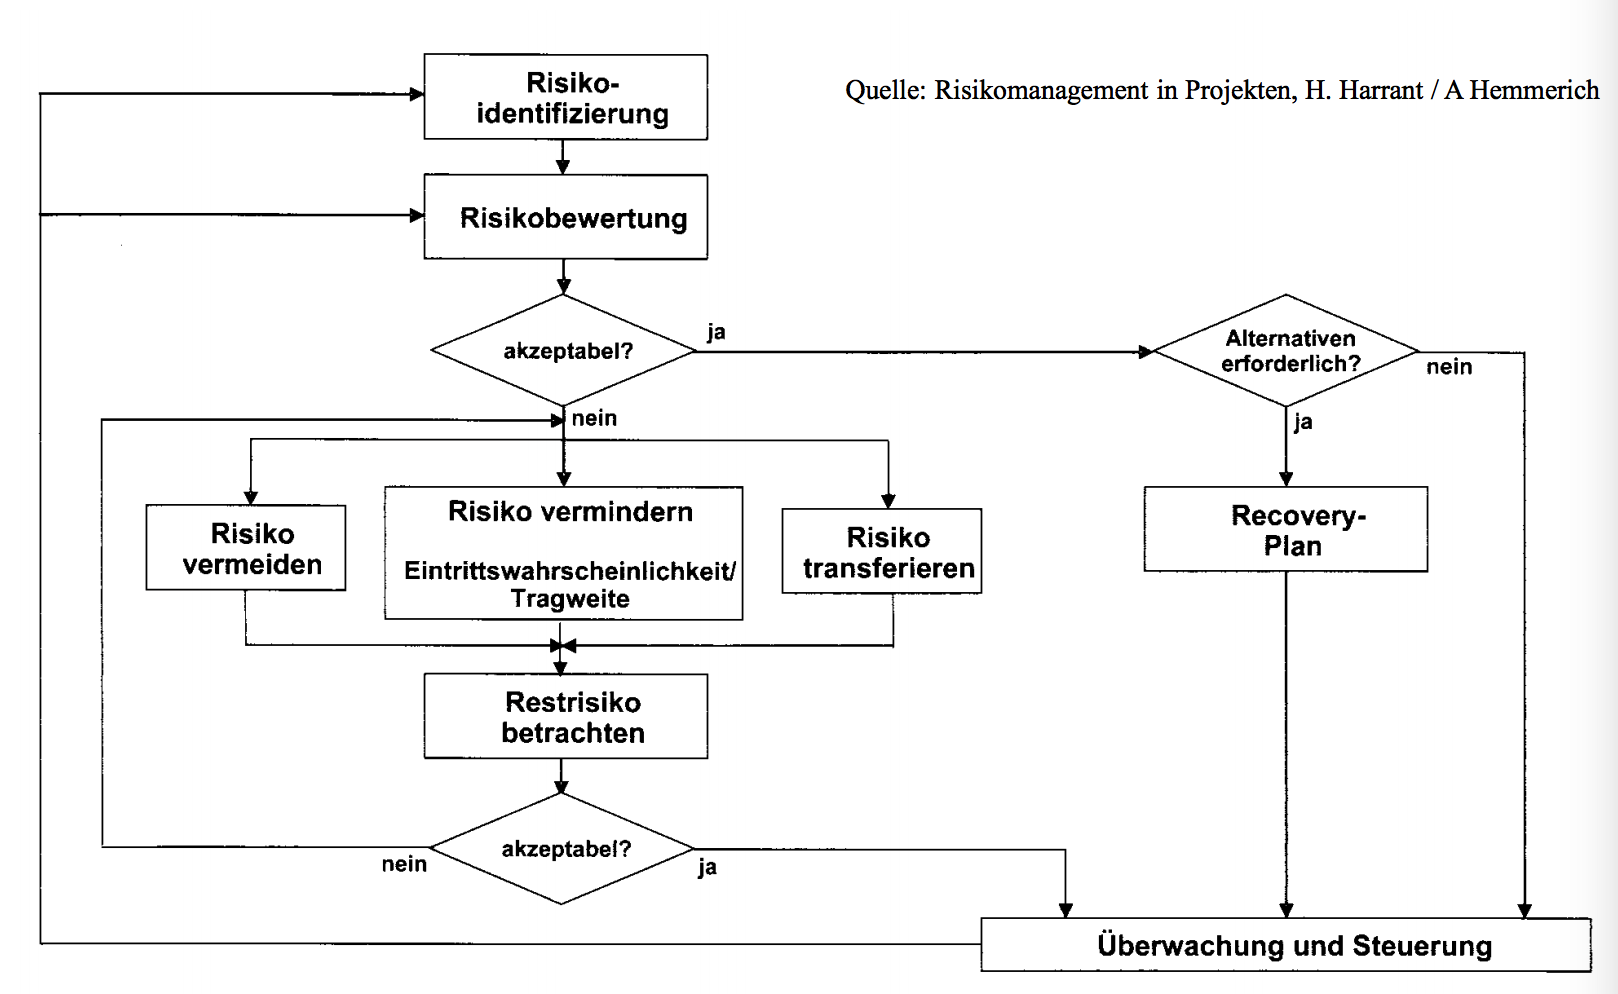 Risiko-
identifizierung
Quelle: Risikomanagement in Projekten, H. Harrant / A Hemmerich
Risikobewertung
akzeptabel?
ja
Alternativen
erforderlich?
nein
nein
ja
Risiko
vermeiden
Risiko vermindern
Eintrittswahrscheinlichkeit/
Tragweite
Risiko
transferieren
Recovery-
Plan
Restrisiko
betrachten
akzeptabel?
nein
ja
Überwachung und Steuerung